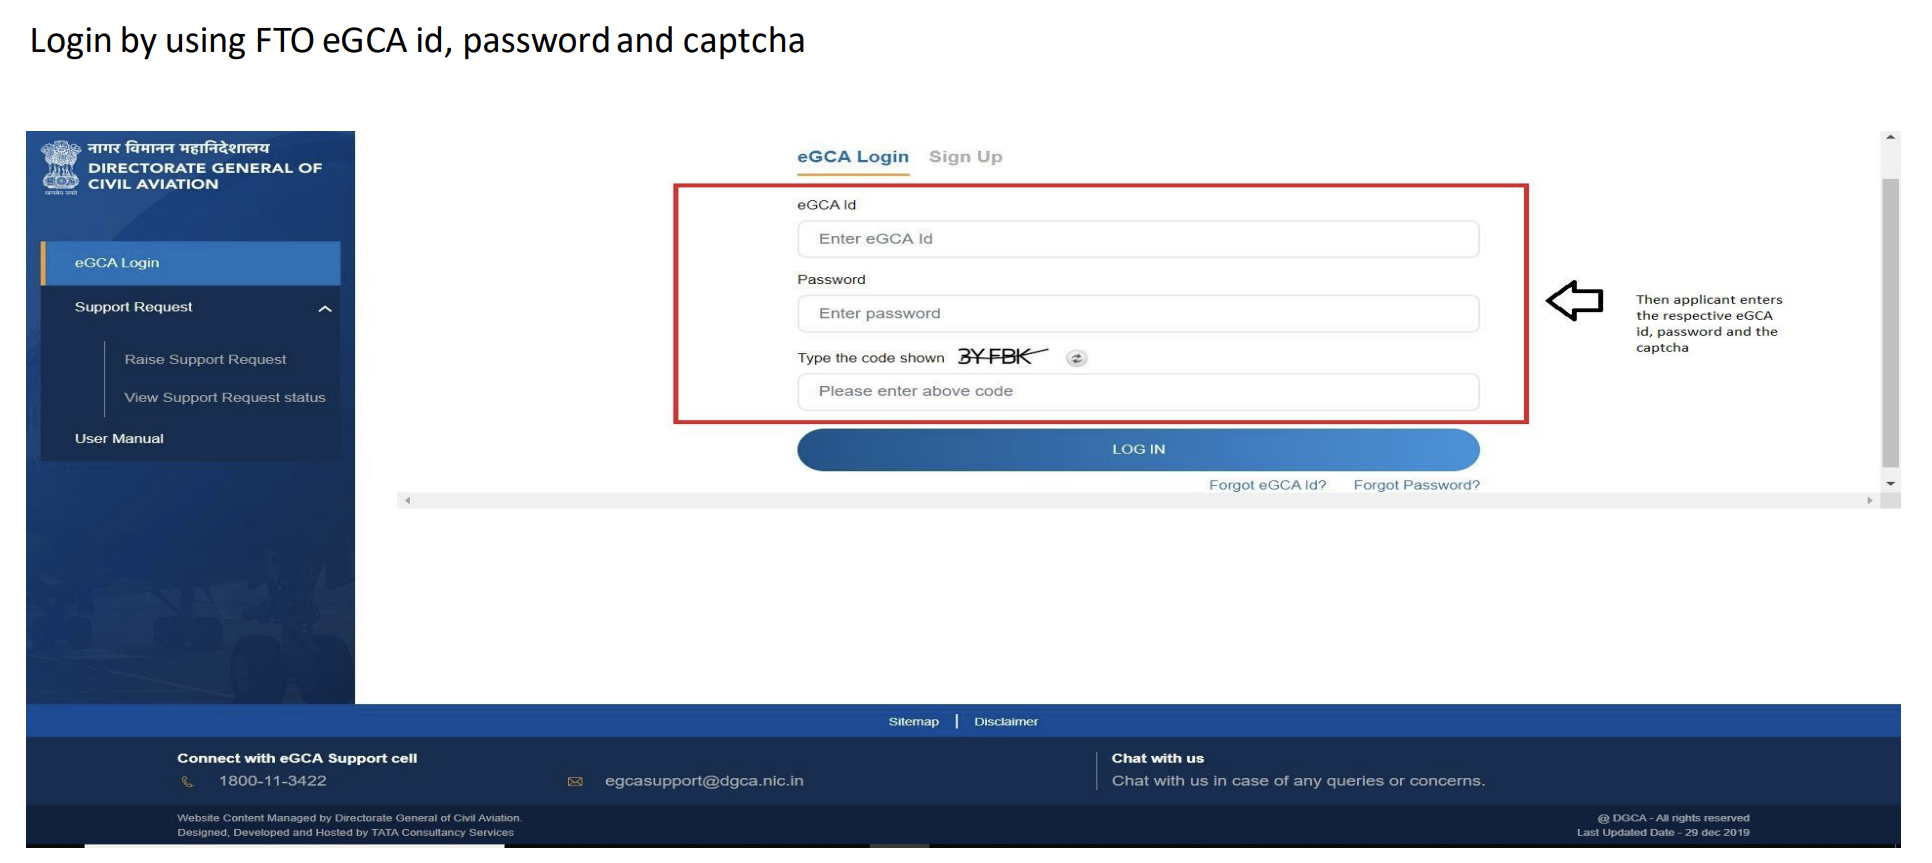 Login by using FTO eGCA id, password and captcha
नागर विमानन महानिदेशालय
DIRECTORATE GENERAL OF
CIVIL AVIATION
eGCA Login
Support Request
Raise Support Request
View Support Request status
User Manual
eGCA Login Sign Up
eGCA Id
Enter eGCA Id
Password
Enter password
Type the code shown 3YFBK
Please enter above code
LOG IN
Forgot eGCA Id? Forgot Password?
Then applicant enters
the respective eGCA
id, password and the
captcha
Sitemap | Disclaimer
Connect with eGCA Support cell
1800-11-3422
egcasupport@dgca.nic.in
Chat with us
Chat with us in case of any queries or concerns.
Website Content Managed by Directorate General of Civil Aviation.
Designed, Developed and Hosted by TATA Consultancy Services
@ DGCA - All rights reserved
Last Updated Date - 29 dec 2019